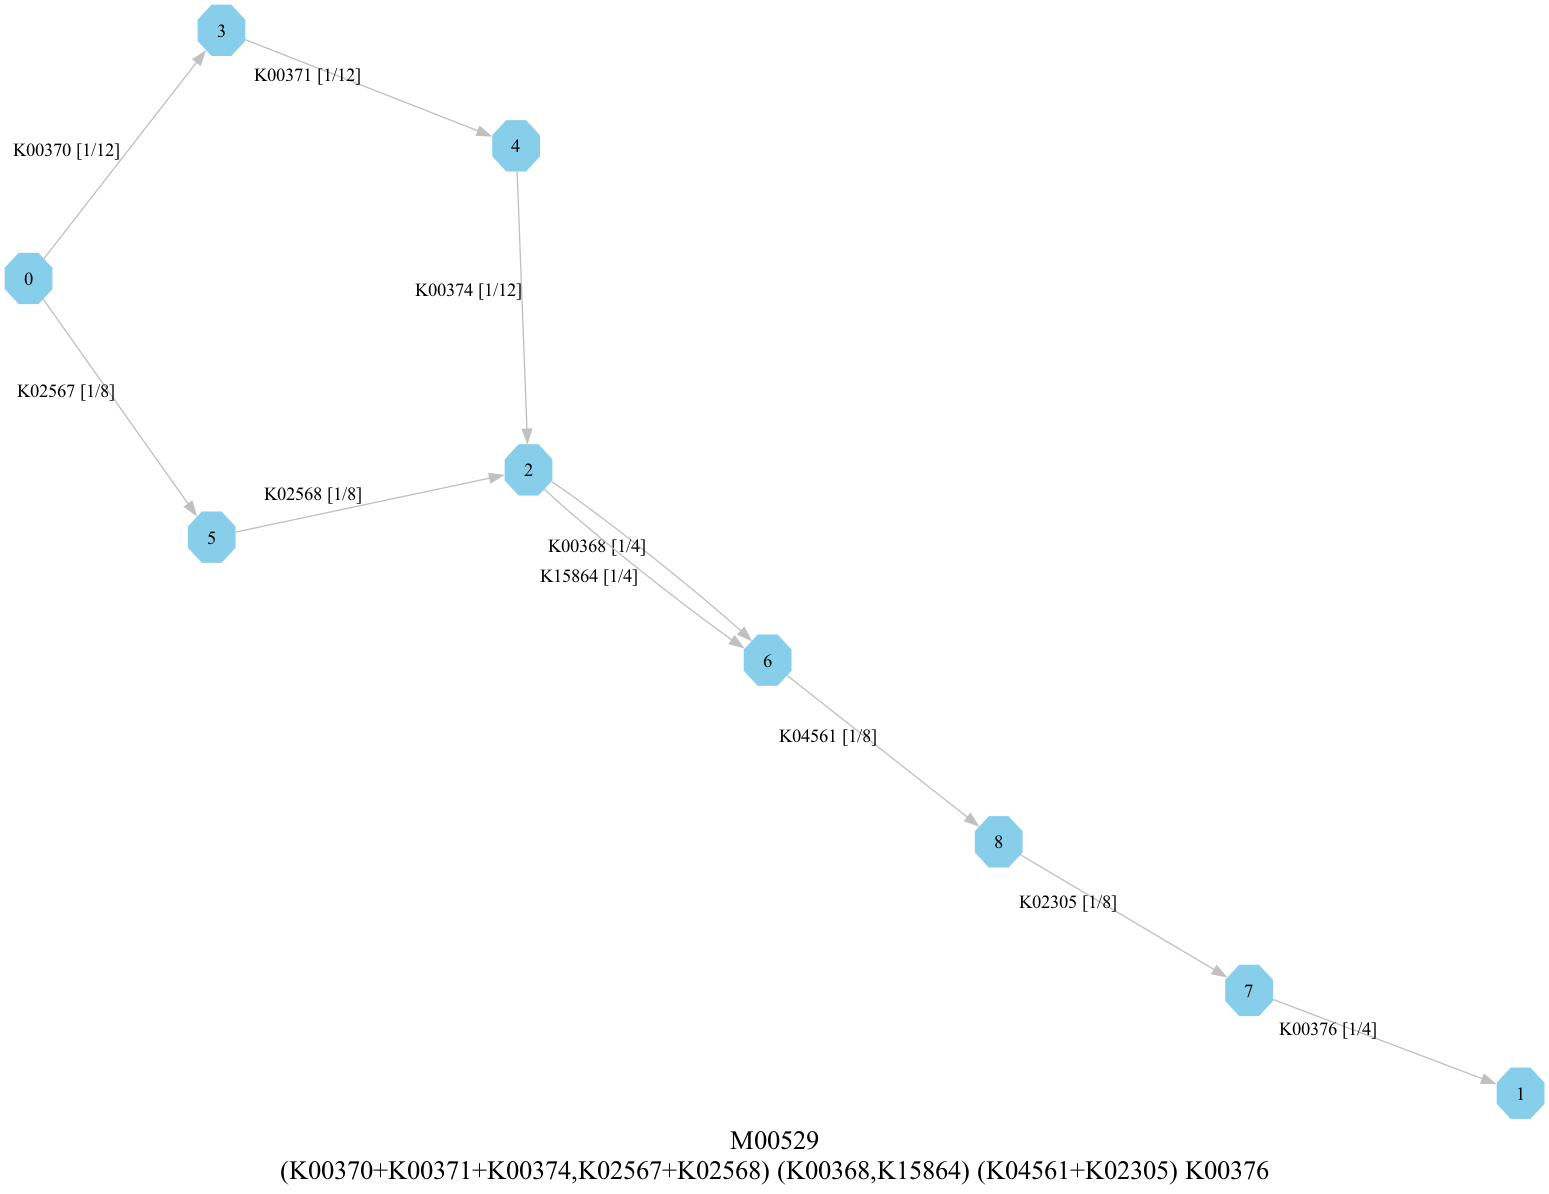 3
K00371 [1/12]
4
K00370 [1/12]
0
K00374 [1/12]
K02567 [1/8]
2
K02568 [1/8]
5
K00368 [1/4]
K15864 [1/4]
6
K04561 [1/8]
8
K02305 [1/8]
7
K00376 [1/4]
1
M00529
(K00370+K00371+K00374,K02567+K02568) (K00368,K15864) (K04561+K02305) K00376